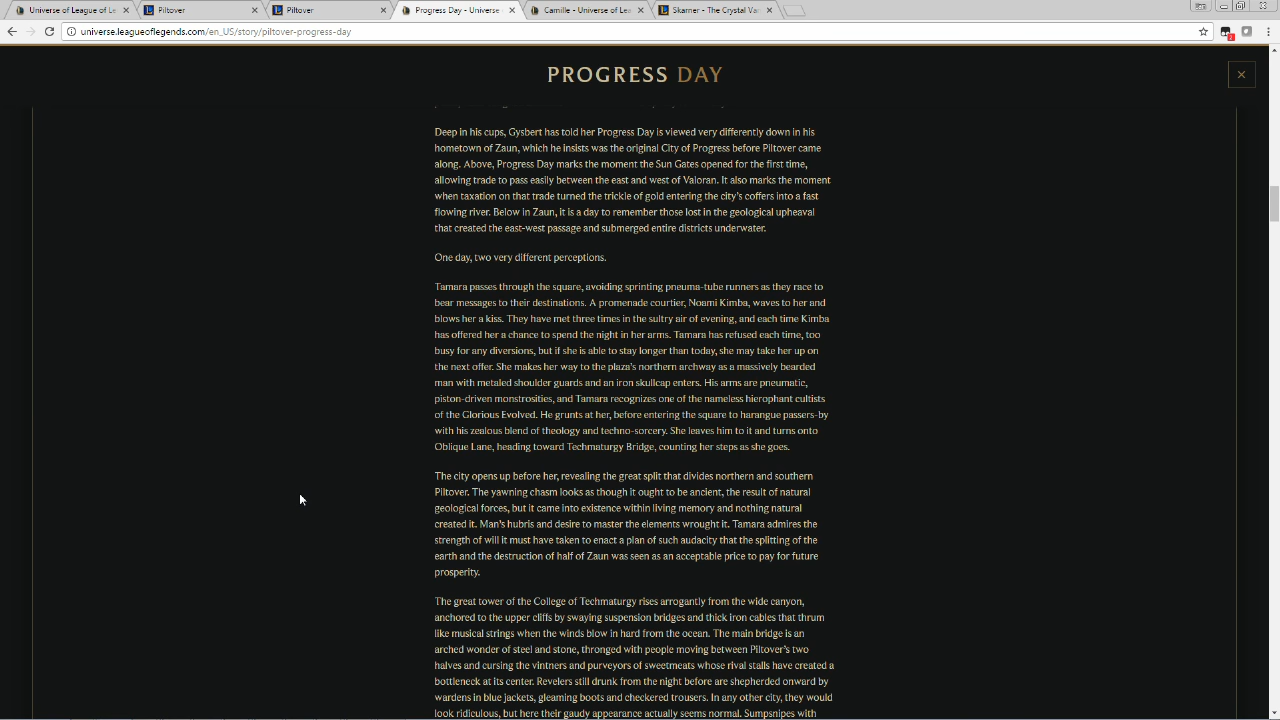 Universe of League of Le
Piltover
Piltover
Progress Day - Universe
Camille - Universe of Lea
Skarner - The Crystal Va
universe.leagueoflegends.com/en_US/story/piltover-progress-day
PROGRESS DAY
Deep in his cups, Gysbert has told her Progress Day is viewed very differently down in his
hometown of Zaun, which he insists was the original City of Progress before Piltover came
along. Above, Progress Day marks the moment the Sun Gates opened for the first time,
allowing trade to pass easily between the east and west of Valoran. It also marks the moment
when taxation on that trade turned the trickle of gold entering the city's coffers into a fast
flowing river. Below in Zaun, it is a day to remember those lost in the geological upheaval
that created the east-west passage and submerged entire districts underwater.
One day, two very different perceptions.
Tamara passes through the square, avoiding sprinting pneuma-tube runners as they race to
bear messages to their destinations. A promenade courtier, Noami Kimba, waves to her and
blows her a kiss. They have met three times in the sultry air of evening, and each time Kimba
has offered her a chance to spend the night in her arms. Tamara has refused each time, too
busy for any diversions, but if she is able to stay longer than today, she may take her up on
the next offer. She makes her way to the plaza's northern archway as a massively bearded
man with metaled shoulder guards and an iron skullcap enters. His arms are pneumatic,
piston-driven monstrosities, and Tamara recognizes one of the nameless hierophant cultists
of the Glorious Evolved. He grunts at her, before entering the square to harangue passers-by
with his zealous blend of theology and techno-sorcery. She leaves him to it and turns onto
Oblique Lane, heading toward Techmaturgy Bridge, counting her steps as she goes.
The city opens up before her, revealing the great split that divides northern and southern
Piltover. The yawning chasm looks as though it ought to be ancient, the result of natural
geological forces, but it came into existence within living memory and nothing natural
created it. Man's hubris and desire to master the elements wrought it. Tamara admires the
strength of will it must have taken to enact a plan of such audacity that the splitting of the
earth and the destruction of half of Zaun was seen as an acceptable price to pay for future
prosperity.
The great tower of the College of Techmaturgy rises arrogantly from the wide canyon,
anchored to the upper cliffs by swaying suspension bridges and thick iron cables that thrum
like musical strings when the winds blow in hard from the ocean. The main bridge is an
arched wonder of steel and stone, thronged with people moving between Piltover's two
halves and cursing the vintners and purveyors of sweetmeats whose rival stalls have created a
bottleneck at its center. Revelers still drunk from the night before are shepherded onward by
wardens in blue jackets, gleaming boots and checkered trousers. In any other city, they would
look ridiculous, but here their gaudy appearance actually seems normal. Sumpsnipes with